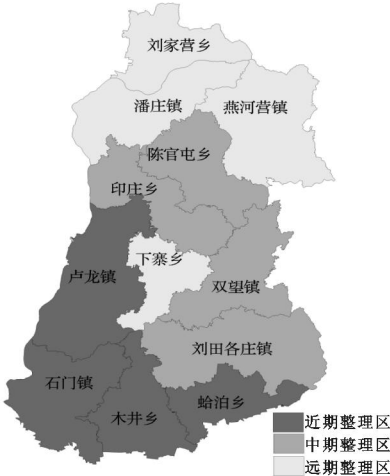 刘家营乡
潘庄镇
燕河营镇
陈官屯乡
印庄乡
下寨乡
卢龙镇
双望镇
刘田各庄镇
石门镇
蛤泊乡
木井乡
近期整理区
中期整理区
远期整理区